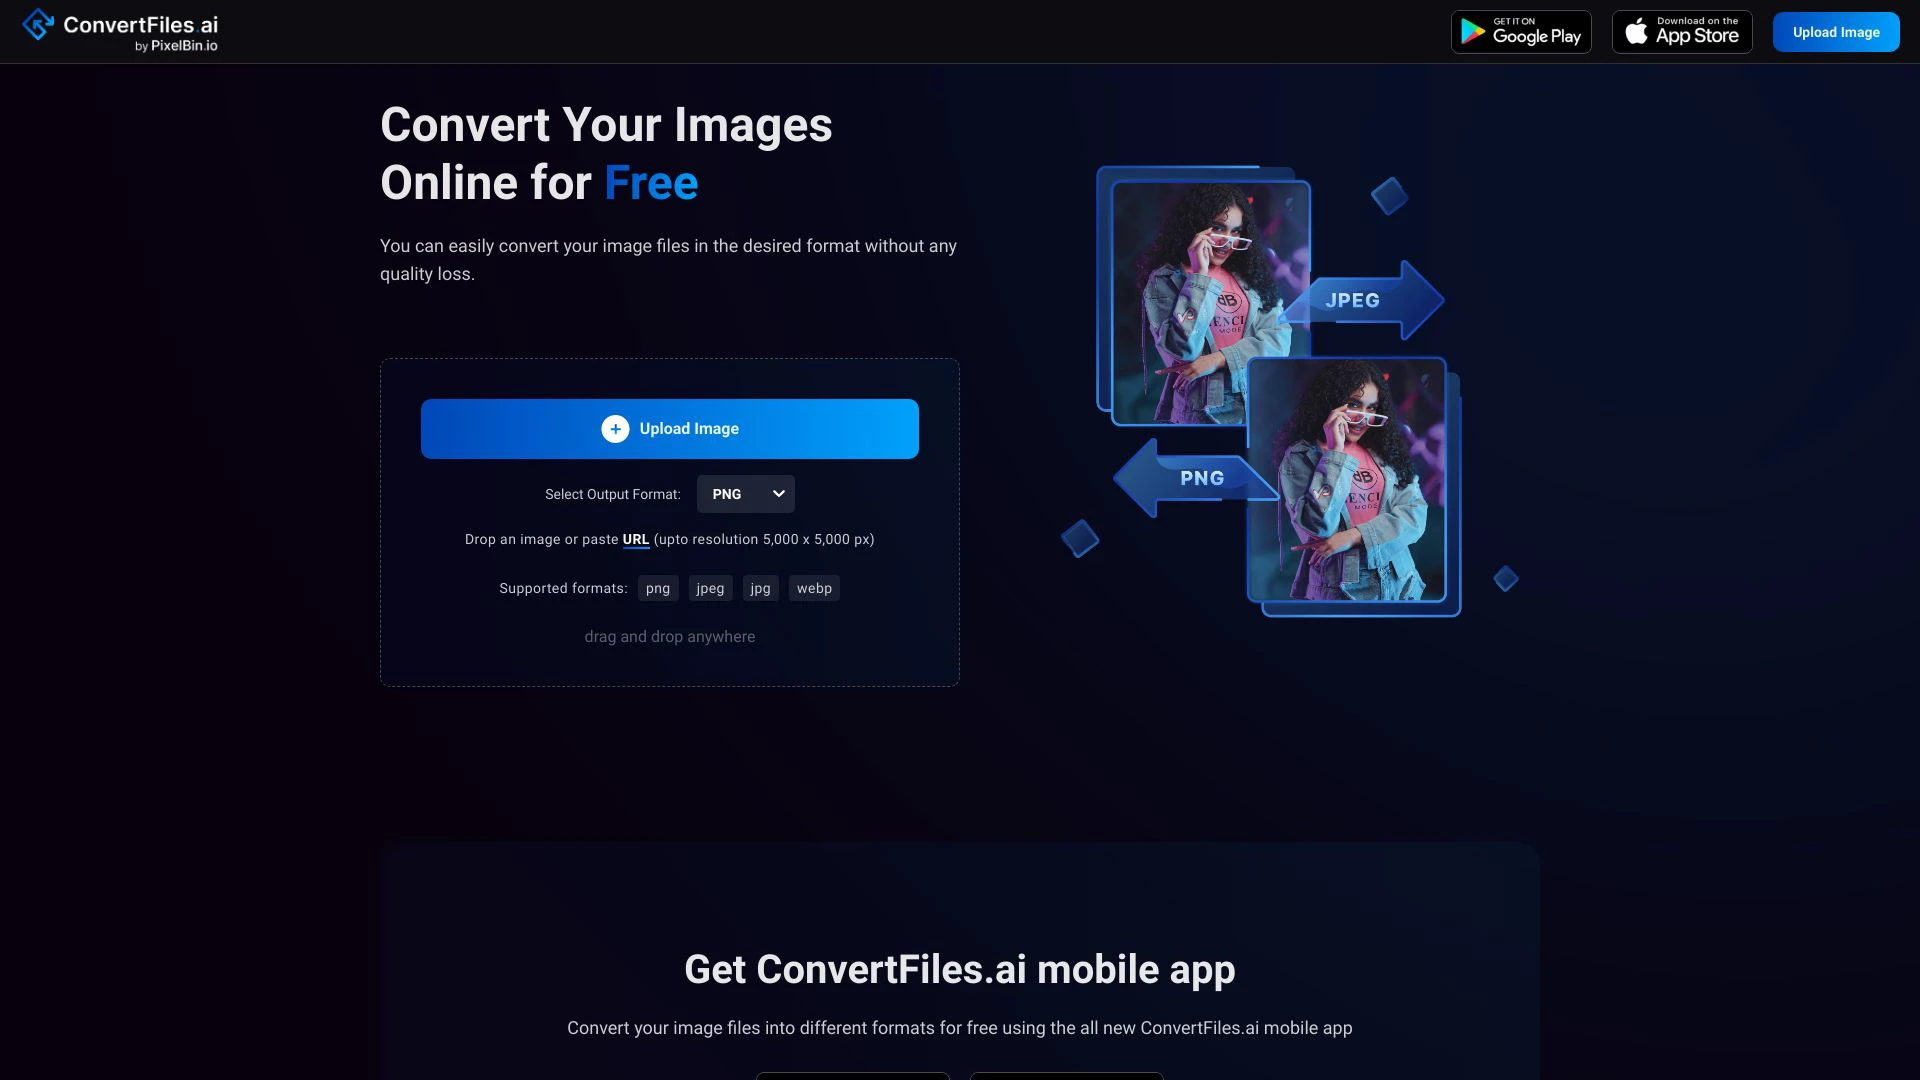 ConvertFiles.ai
by PixelBin.io
GET IT ON
Google Play
Download on the
App Store
Upload Image
Convert Your Images
Online for Free
You can easily convert your image files in the desired format without any
quality loss.
Upload Image
Select Output Format: PNG
Drop an image or paste URL (upto resolution 5,000 x 5,000 px)
Supported formats: png jpeg jpg webp
drag and drop anywhere
JPEG
PNG
Get ConvertFiles.ai mobile app
Convert your image files into different formats for free using the all new ConvertFiles.ai mobile app